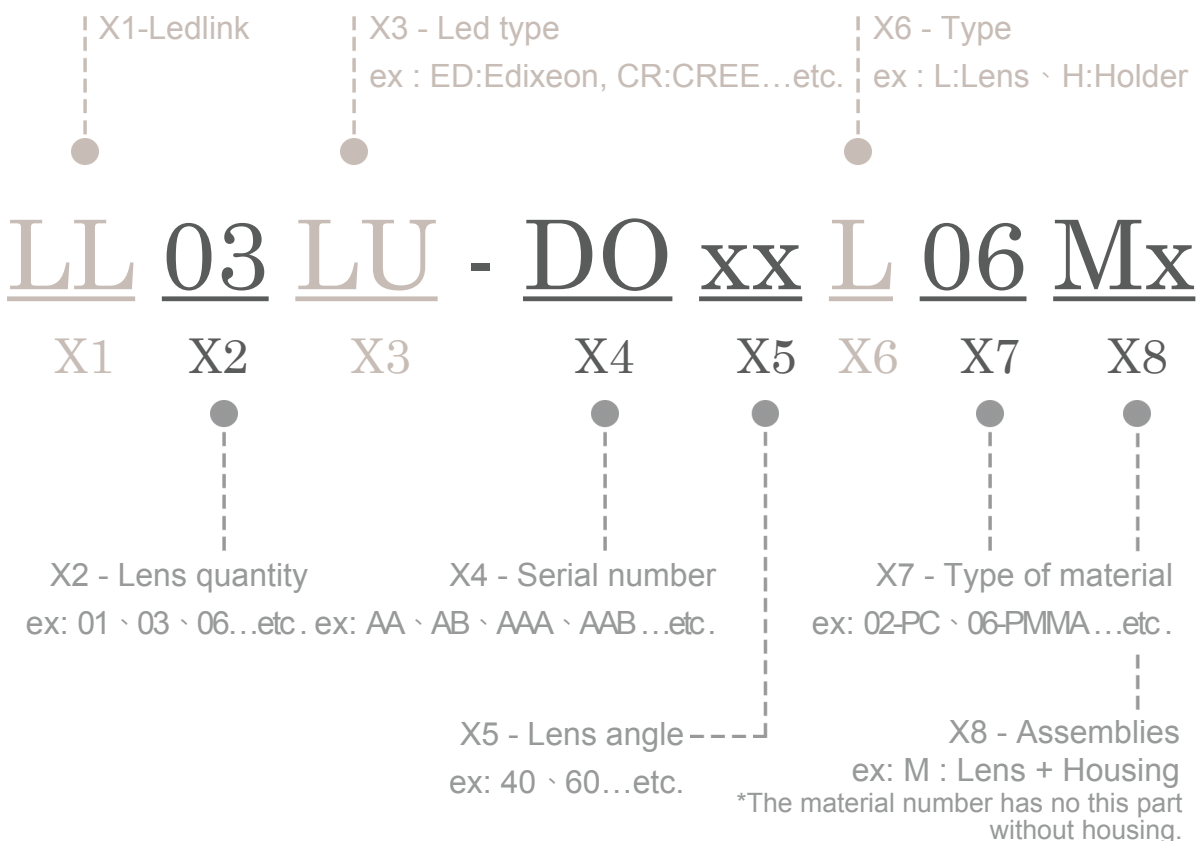 X1-Ledlink
X3 - Led type
ex : ED:Edixeon, CR:CREE…etc.
X6 - Type
ex : L:Lens、H:Holder
LL 03 LU - DO xx L 06 Mx
X1 X2 X3 X4 X5 X6 X7 X8
X2 - Lens quantity
ex: 01、03、06…etc.
X4 - Serial number
ex: AA、AB、AAA、AAB…etc.
X7 - Type of material
ex: 02-PC、06-PMMA…etc.
X5 - Lens angle
ex: 40、60…etc.
X8 - Assemblies
ex: M : Lens + Housing
*The material number has no this part
without housing.